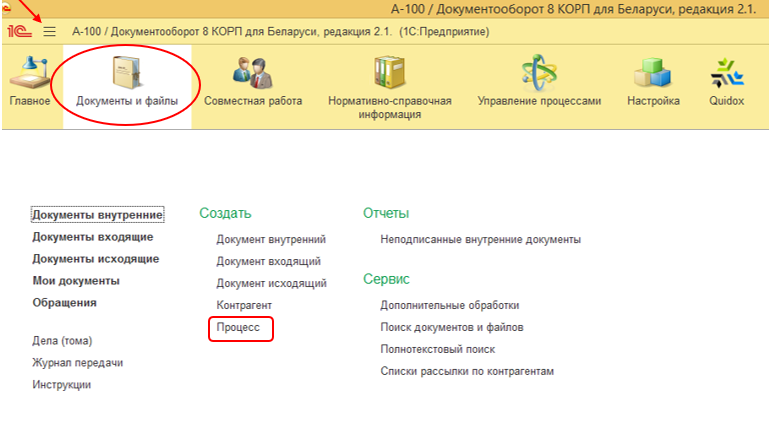 А-100 / Документооборот 8 КОРП для Беларуси, редакция 2.1.
1С А-100 / Документооборот 8 КОРП для Беларуси, редакция 2.1. (1С:Предприятие)
Главное
Документы и файлы
Совместная работа
Нормативно-справочная
информация
Управление процессами
Настройка
Quidox
Документы внутренние
Документы входящие
Документы исходящие
Мои документы
Обращения
Дела (тома)
Журнал передачи
Инструкции
Создать
Документ внутренний
Документ входящий
Документ исходящий
Контрагент
Процесс
Отчеты
Неподписанные внутренние документы
Сервис
Дополнительные обработки
Поиск документов и файлов
Полнотекстовый поиск
Списки рассылки по контрагентам